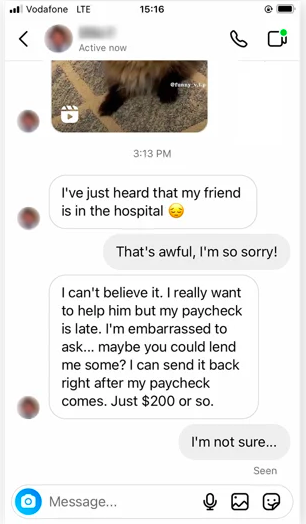 Vodafone LTE 15:16
Active now
@funny_v.t.p
3:13 PM
I've just heard that my friend
is in the hospital 😔
That's awful, I'm so sorry!
I can't believe it. I really want
to help him but my paycheck
is late. I'm embarrassed to
ask... maybe you could lend
me some? I can send it back
right after my paycheck
comes. Just $200 or so.
I'm not sure...
Seen
Message...